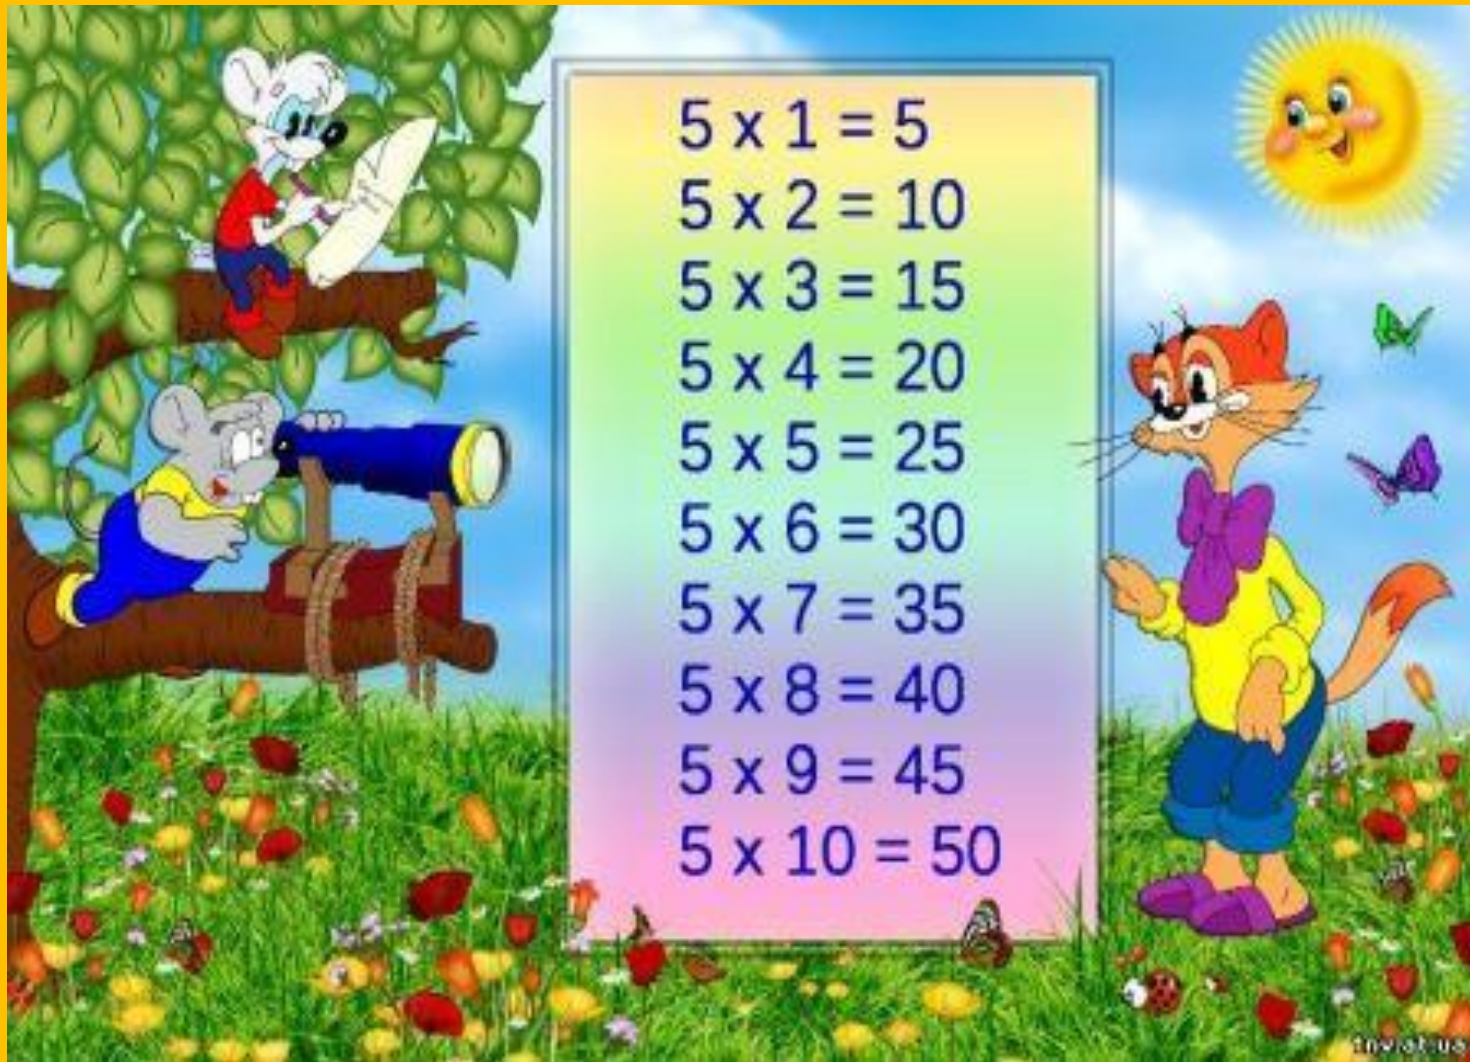 5 x 1 = 5
5 x 2 = 10
5 x 3 = 15
5 x 4 = 20
5 x 5 = 25
5 x 6 = 30
5 x 7 = 35
5 x 8 = 40
5 x 9 = 45
5 x 10 = 50